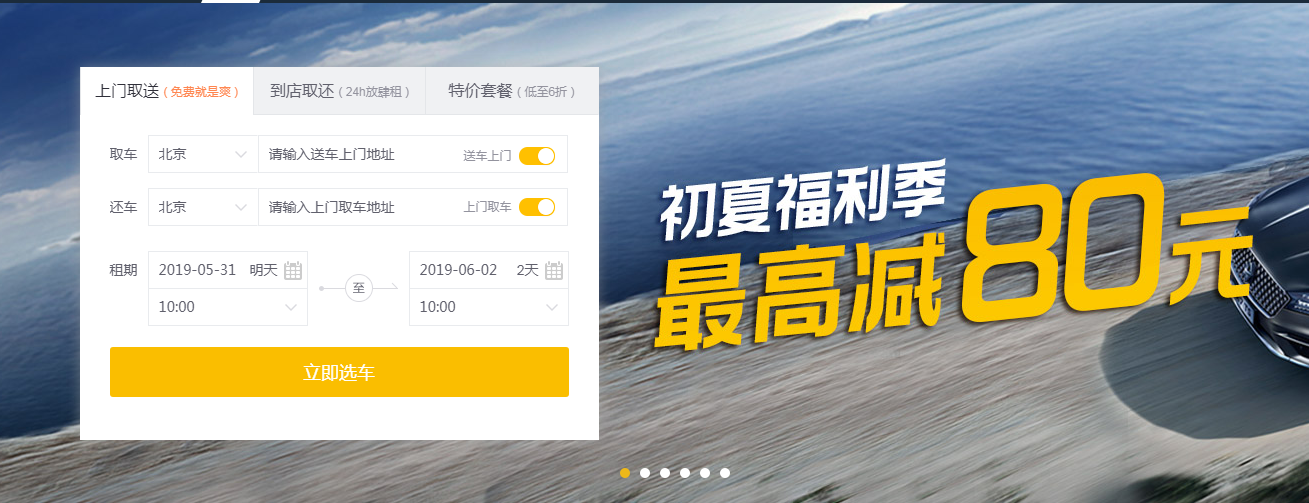 上门取送（免费就是爽） 到店取还（24h放肆租） 特价套餐（低至6折）
取车 北京 请输入送车上门地址 送车上门
还车 北京 请输入上门取车地址 上门取车
租期 2019-05-31 明天 至 2019-06-02 2天
10:00 10:00
立即选车
初夏福利季
最高减80元